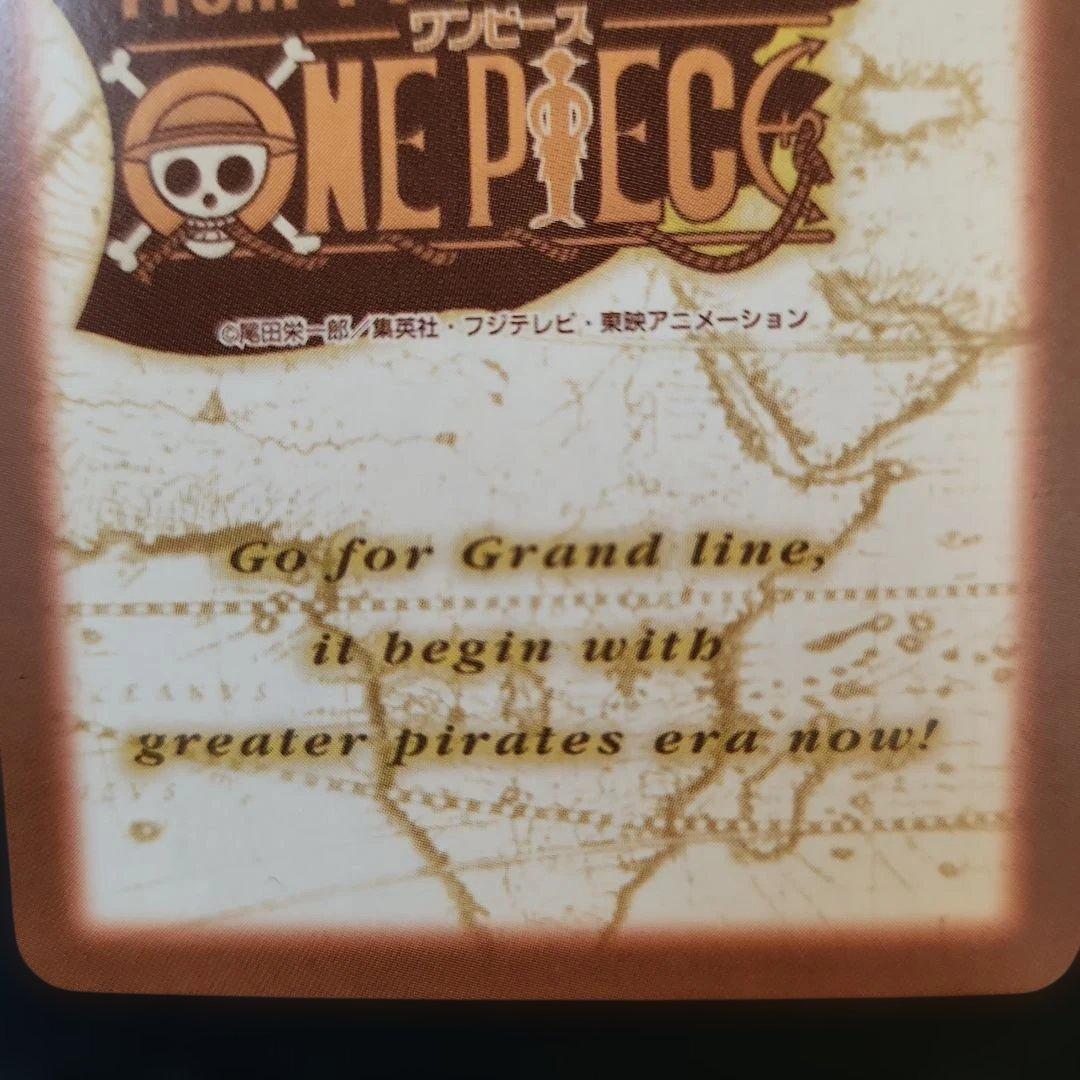 From
ワンピース
ONE PIECE
©尾田栄一郎／集英社・フジテレビ・東映アニメーション
Go for Grand line,
it begin with
greater pirates era now!